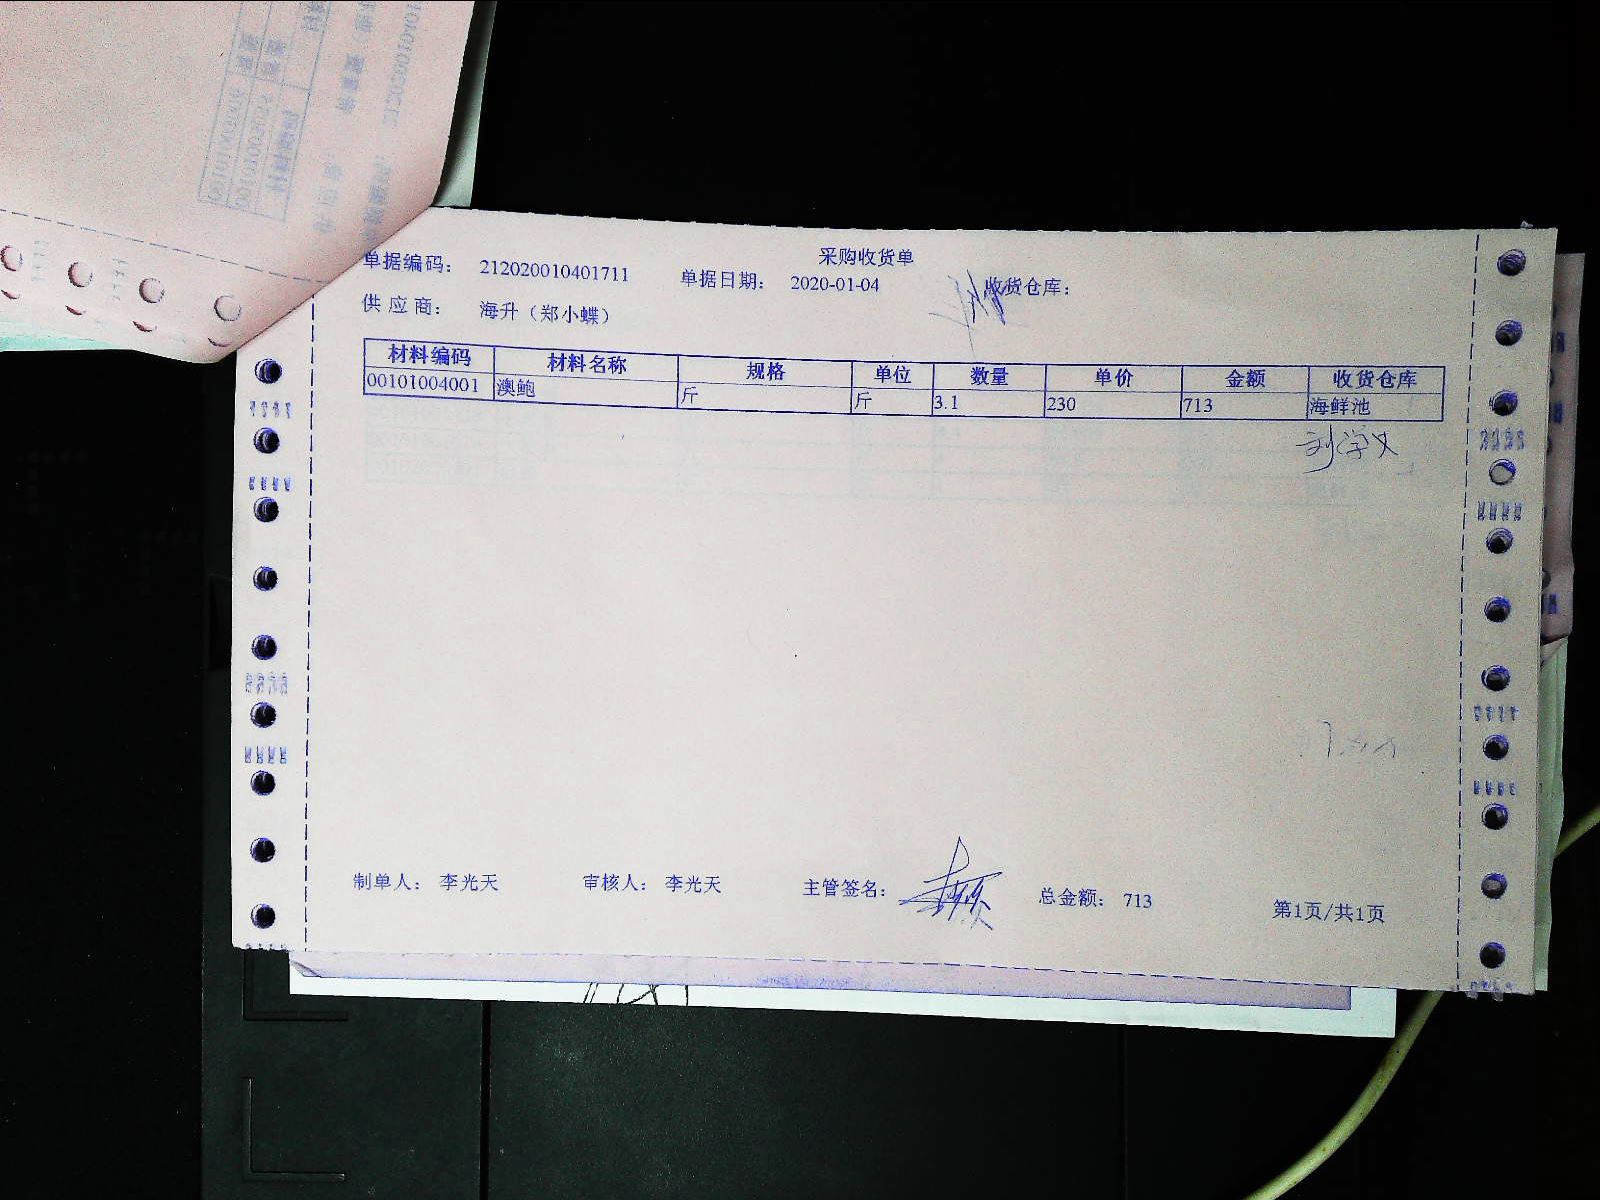 采购收货单
单据编码： 212020010401711 单据日期： 2020-01-04 收货仓库：
供应商： 海升（郑小蝶）
材料编码 材料名称 规格 单位 数量 单价 金额 收货仓库
00101004001 澳鲍 斤 斤 3.1 230 713 海鲜池
刘学义
制单人： 李光天 审核人： 李光天 主管签名： 总金额： 713 第1页/共1页